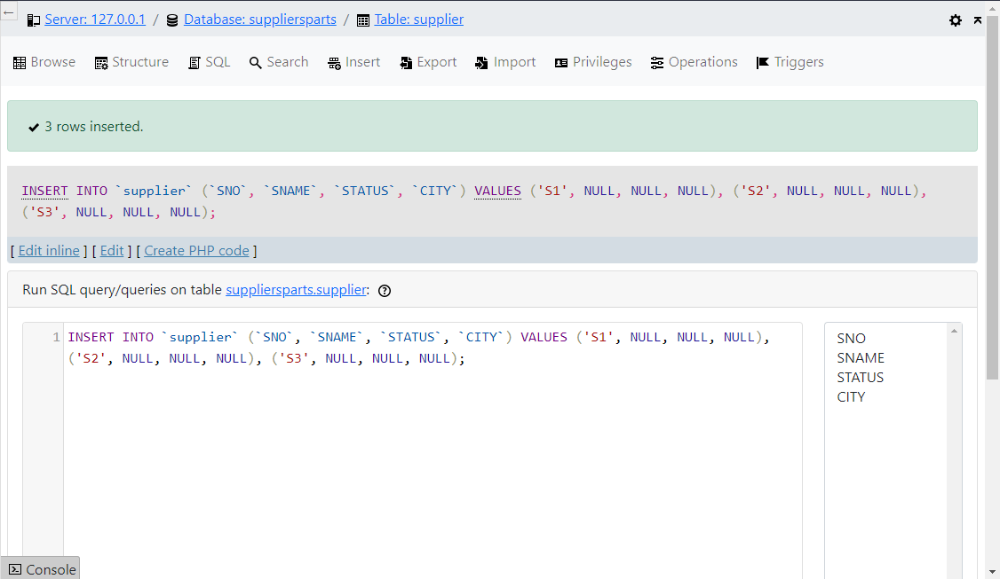 Server: 127.0.0.1 / Database: suppliersparts / Table: supplier
Browse Structure SQL Search Insert Export Import Privileges Operations Triggers
3 rows inserted.
INSERT INTO `supplier` (`SNO`, `SNAME`, `STATUS`, `CITY`) VALUES ('S1', NULL, NULL, NULL), ('S2', NULL, NULL, NULL),
('S3', NULL, NULL, NULL);
[ Edit inline ] [ Edit ] [ Create PHP code ]
Run SQL query/queries on table suppliersparts.supplier:
1 INSERT INTO `supplier` (`SNO`, `SNAME`, `STATUS`, `CITY`) VALUES ('S1', NULL, NULL, NULL),
('S2', NULL, NULL, NULL), ('S3', NULL, NULL, NULL);
SNO
SNAME
STATUS
CITY
Console